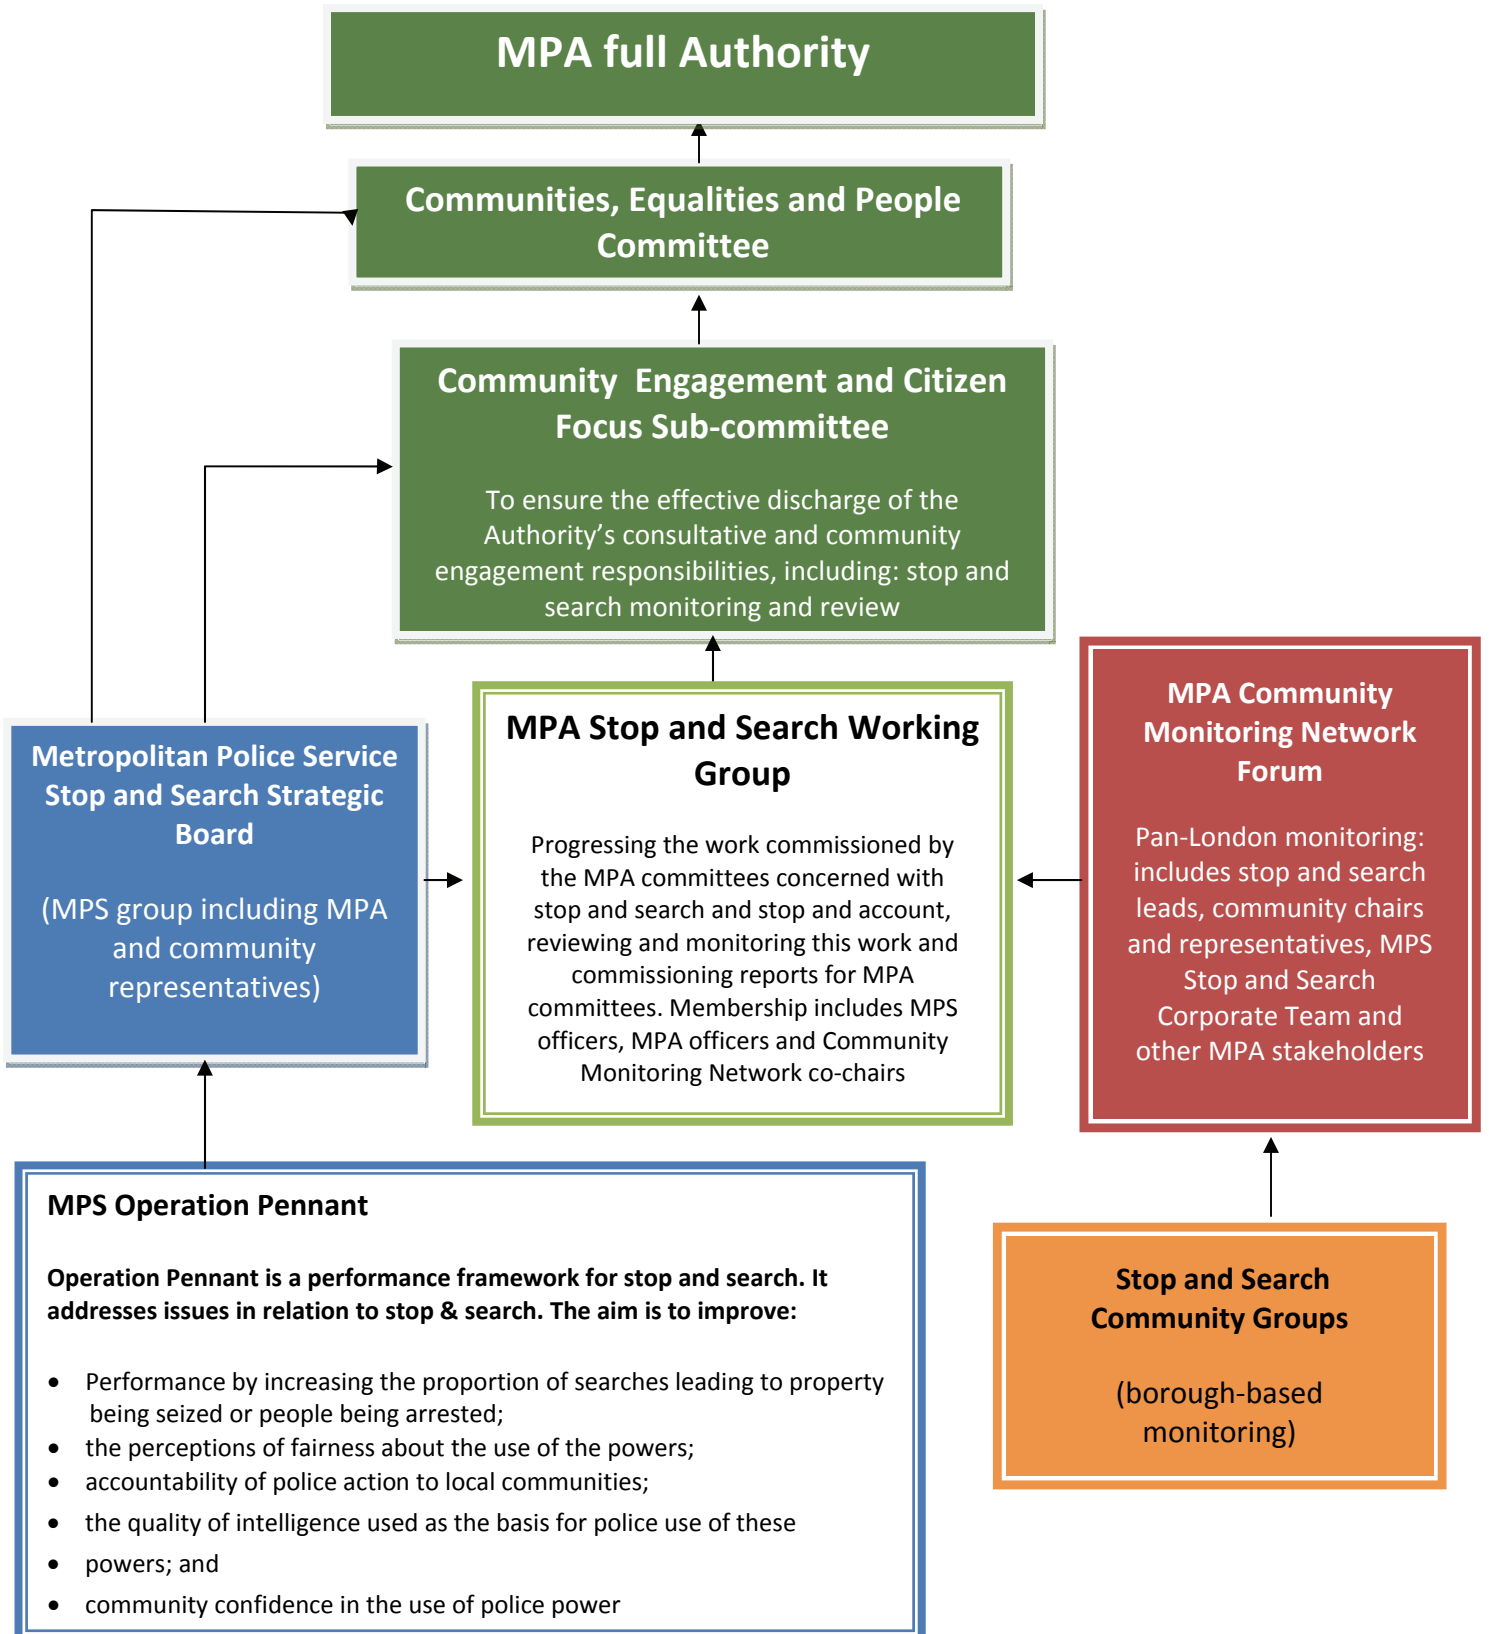 MPA full Authority
Communities, Equalities and People
Committee
Community Engagement and Citizen
Focus Sub-committee
To ensure the effective discharge of the
Authority’s consultative and community
engagement responsibilities, including: stop and
search monitoring and review
Metropolitan Police Service
Stop and Search Strategic
Board
(MPS group including MPA
and community
representatives)
MPA Stop and Search Working
Group
Progressing the work commissioned by
the MPA committees concerned with
stop and search and stop and account,
reviewing and monitoring this work and
commissioning reports for MPA
committees. Membership includes MPS
officers, MPA officers and Community
Monitoring Network co-chairs
MPA Community
Monitoring Network
Forum
Pan-London monitoring:
includes stop and search
leads, community chairs
and representatives, MPS
Stop and Search
Corporate Team and
other MPA stakeholders
MPS Operation Pennant
Operation Pennant is a performance framework for stop and search. It
addresses issues in relation to stop & search. The aim is to improve:
• Performance by increasing the proportion of searches leading to property
being seized or people being arrested;
• the perceptions of fairness about the use of the powers;
• accountability of police action to local communities;
• the quality of intelligence used as the basis for police use of these
• powers; and
• community confidence in the use of police power
Stop and Search
Community Groups
(borough-based
monitoring)